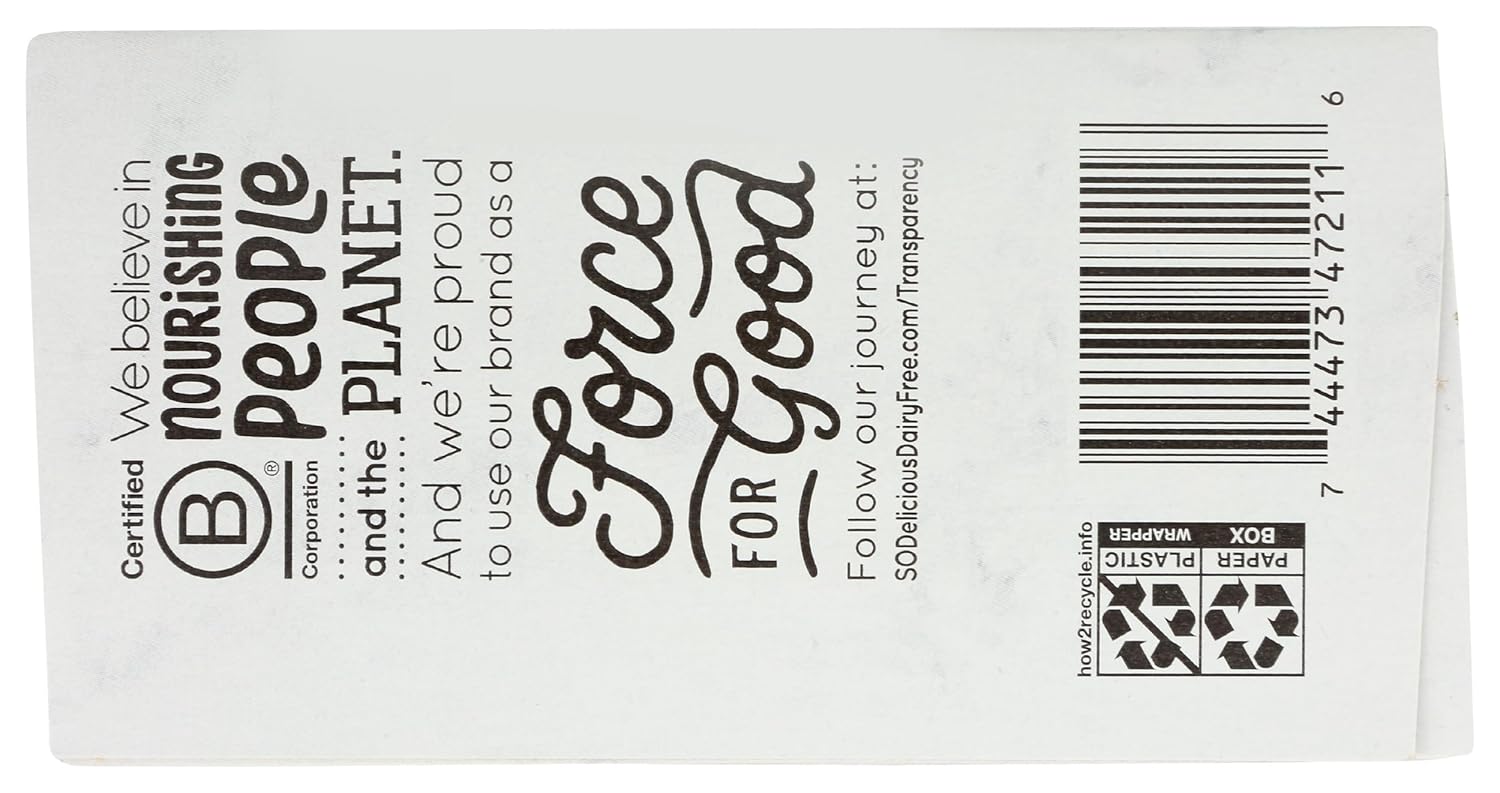 Certified
B
®
Corporation
We believe in
nOURiSHinG
PeOPLe
and the PLANET.
And we're proud
to use our brand as a
Force
FOR Good
Follow our journey at:
SODeliciousDairyFree.com/Transparency
how2recycle.info
PLASTIC
WRAPPER
PAPER
BOX
7 44473 47211 6